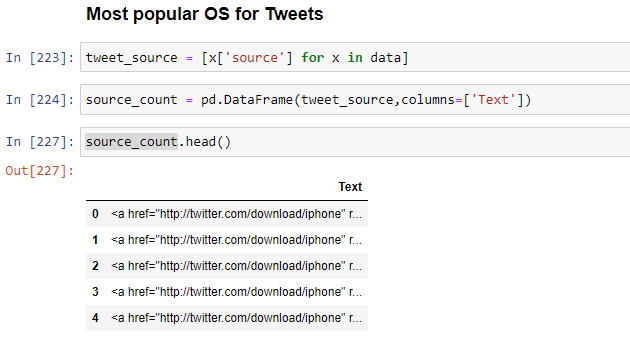 Most popular OS for Tweets
In [223]: tweet_source = [x['source'] for x in data]
In [224]: source_count = pd.DataFrame(tweet_source,columns=['Text'])
In [227]: source_count.head()
Out[227]:
Text
0 <a href="http://twitter.com/download/iphone" r...
1 <a href="http://twitter.com/download/iphone" r...
2 <a href="http://twitter.com/download/iphone" r...
3 <a href="http://twitter.com/download/iphone" r...
4 <a href="http://twitter.com/download/iphone" r...